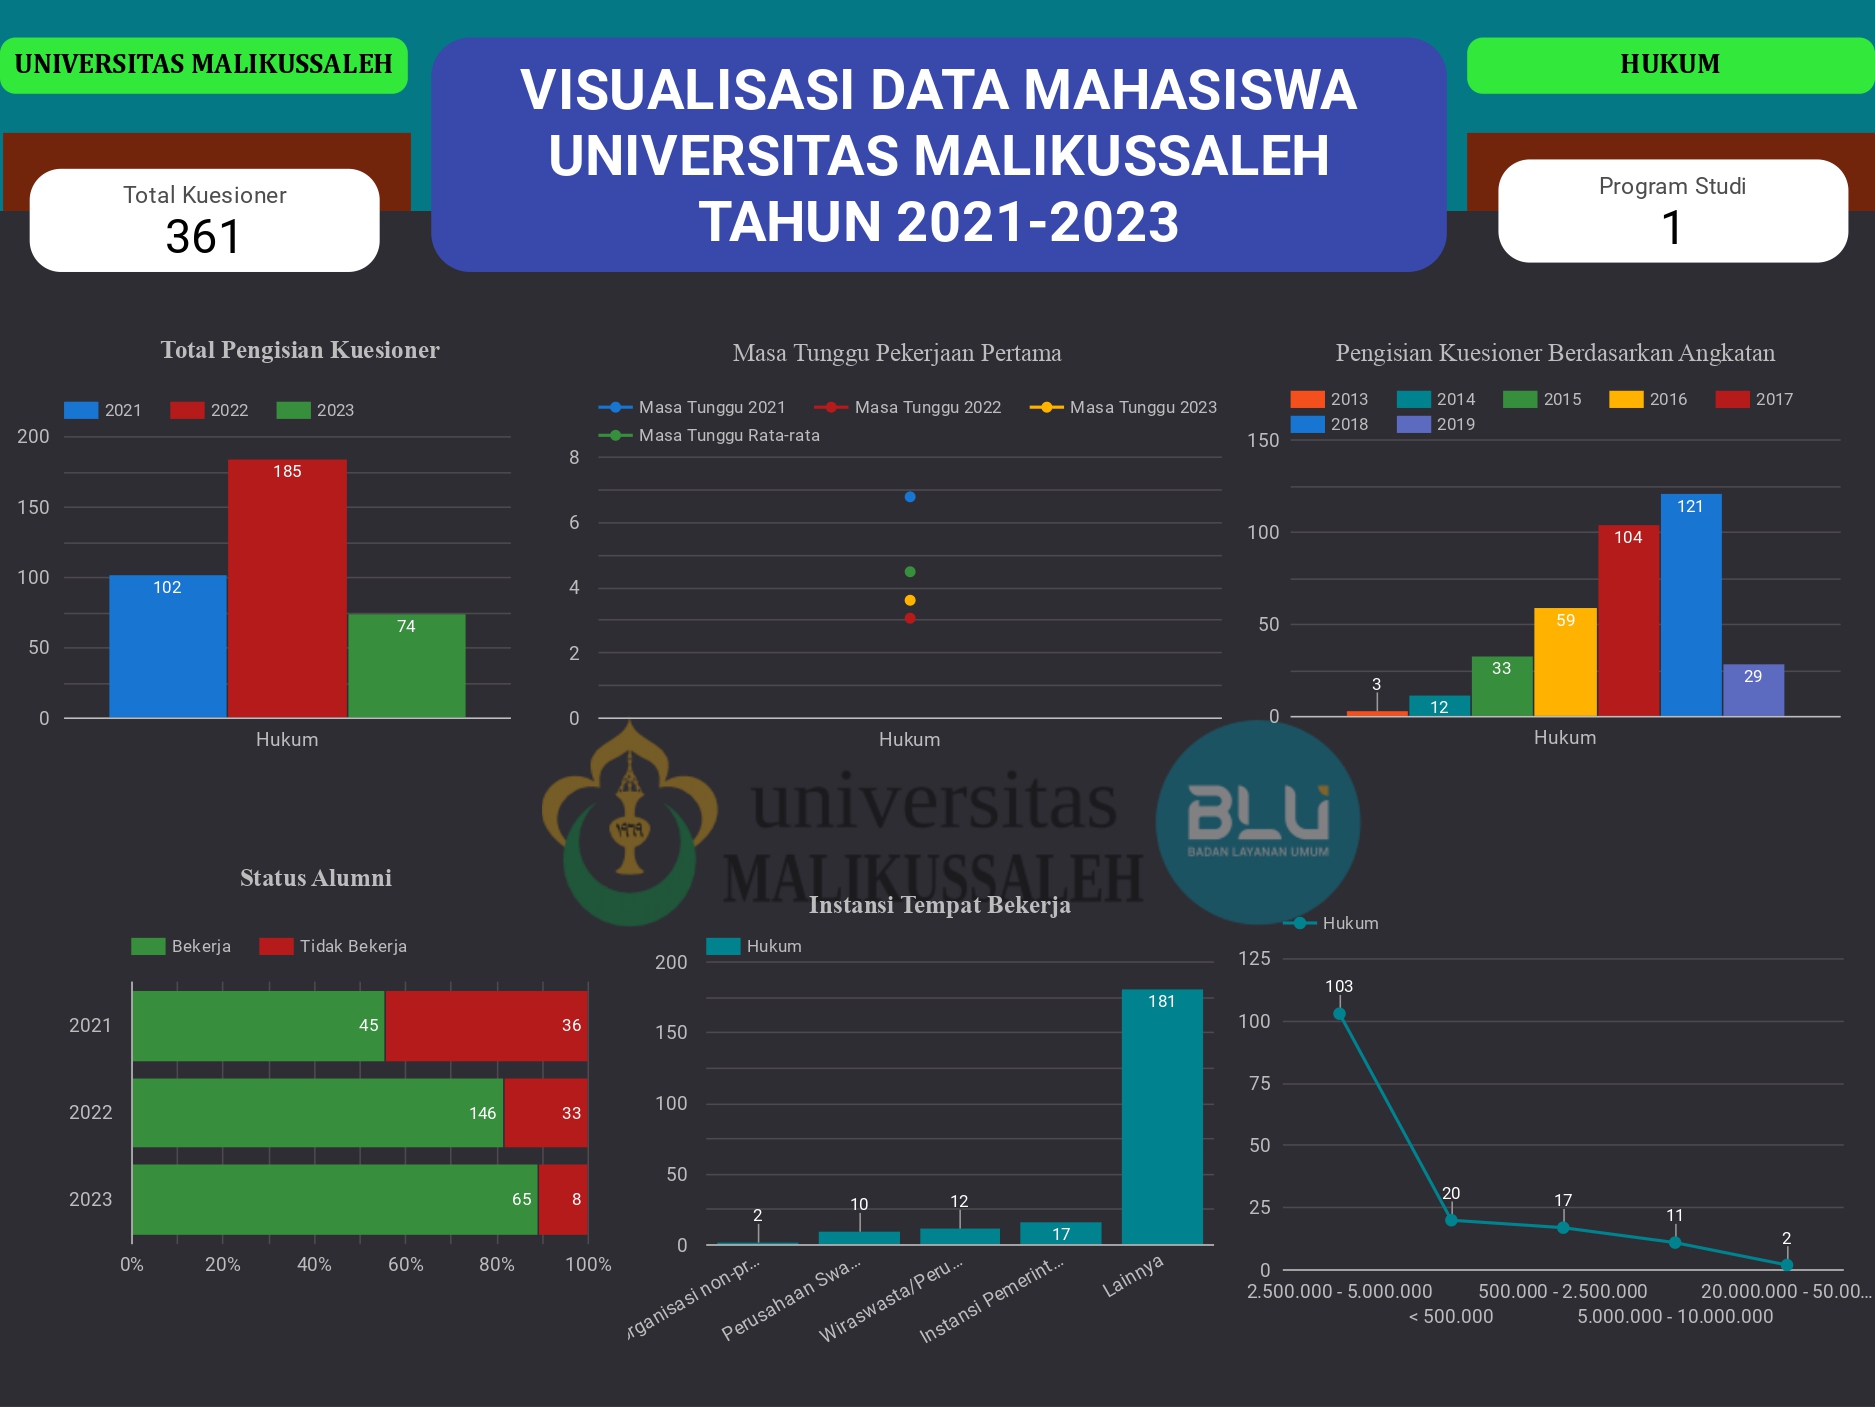 UNIVERSITAS MALIKUSSALEH
VISUALISASI DATA MAHASISWA
UNIVERSITAS MALIKUSSALEH
TAHUN 2021-2023
HUKUM
Total Kuesioner
361
Program Studi
1
Total Pengisian Kuesioner
2021 2022 2023
200
150
100
50
0
102
185
74
Hukum
Masa Tunggu Pekerjaan Pertama
Masa Tunggu 2021 Masa Tunggu 2022 Masa Tunggu 2023
Masa Tunggu Rata-rata
8
6
4
2
0
Hukum
Pengisian Kuesioner Berdasarkan Angkatan
2013 2014 2015 2016 2017
2018 2019
150
100
50
0
3
12
33
59
104
121
29
Hukum
١٩٦٩
universitas
MALIKUSSALEH
BLU
BADAN LAYANAN UMUM
Status Alumni
Bekerja Tidak Bekerja
2021 45 36
2022 146 33
2023 65 8
0% 20% 40% 60% 80% 100%
Instansi Tempat Bekerja
Hukum
200
150
100
50
0
2
10
12
17
181
rganisasi non-pr...
Perusahaan Swa...
Wiraswasta/Peru...
Instansi Pemerint...
Lainnya
Hukum
125
100
75
50
25
0
103
20
17
11
2
2.500.000 - 5.000.000 500.000 - 2.500.000 20.000.000 - 50.00...
< 500.000 5.000.000 - 10.000.000